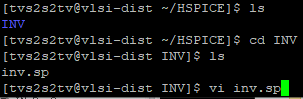 [tvs2s2tv@vlsi-dist ~/HSPICE]$ ls
INV
[tvs2s2tv@vlsi-dist ~/HSPICE]$ cd INV
[tvs2s2tv@vlsi-dist INV]$ ls
inv.sp
[tvs2s2tv@vlsi-dist INV]$ vi inv.sp